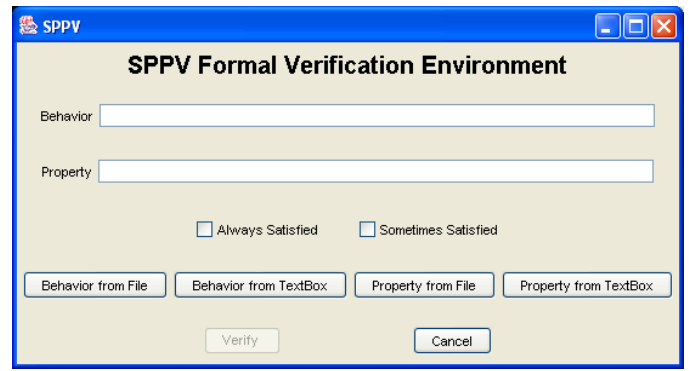 SPPV
SPPV Formal Verification Environment
Behavior
Property
Always Satisfied Sometimes Satisfied
Behavior from File Behavior from TextBox Property from File Property from TextBox
Verify Cancel